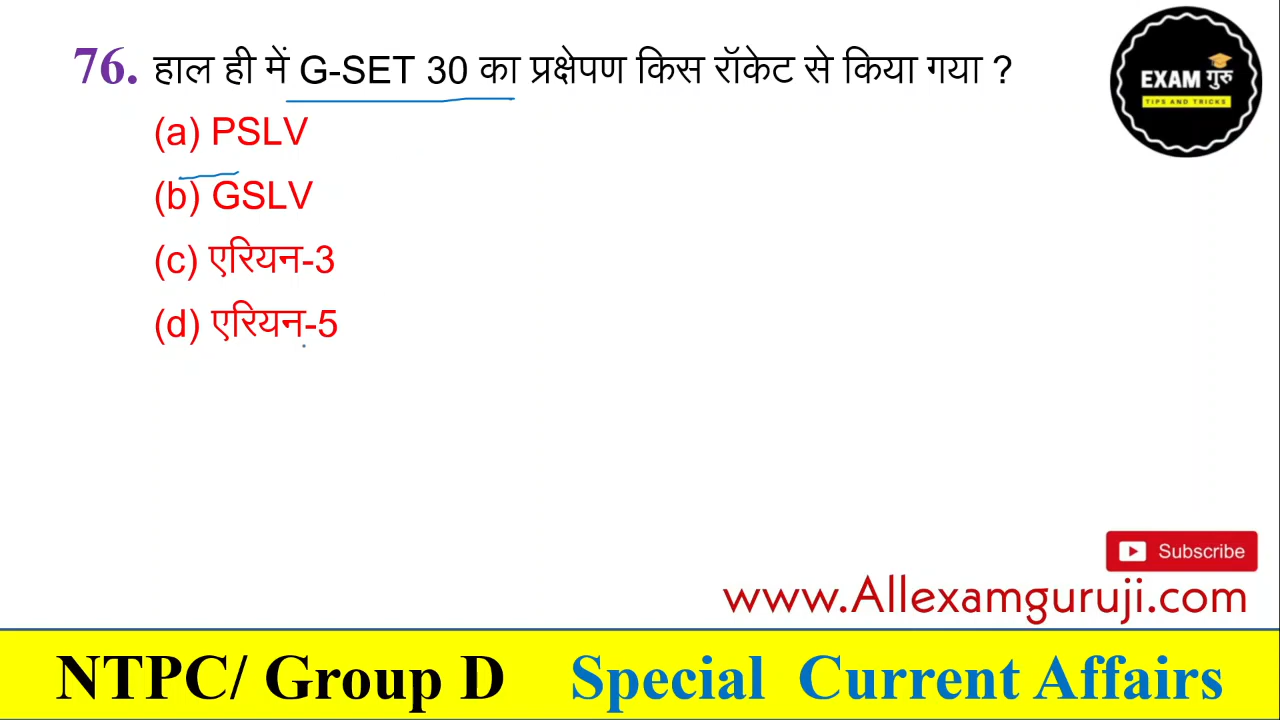 76. हाल ही में G-SET 30 का प्रक्षेपण किस रॉकेट से किया गया ?
(a) PSLV
(b) GSLV
(c) एरियन-3
(d) एरियन-5
EXAM गुरु
TIPS AND TRICKS
Subscribe
www.Allexamguruji.com
NTPC/ Group D Special Current Affairs